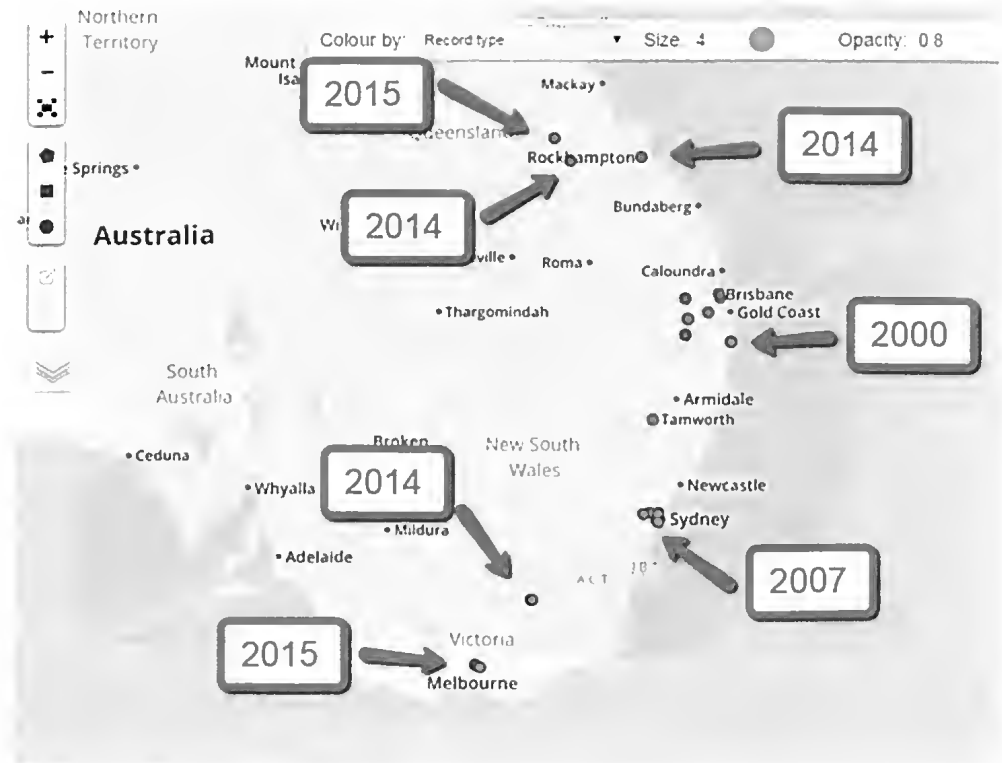 Northern
Territory
Colour by: Record type
Size 4
Opacity: 0 8
Mount
Isa
2015
Mackay
Queensland
Rockhampton
2014
Springs
Bundaberg
2014
Australia
ville
Roma
Caloundra
Brisbane
Gold Coast
Thargomindah
2000
South
Australia
Armidale
Tamworth
Broken
New South
Wales
Ceduna
2014
Whyalla
Newcastle
Sydney
Mildura
Adelaide
ACT
2007
Victoria
2015
Melbourne